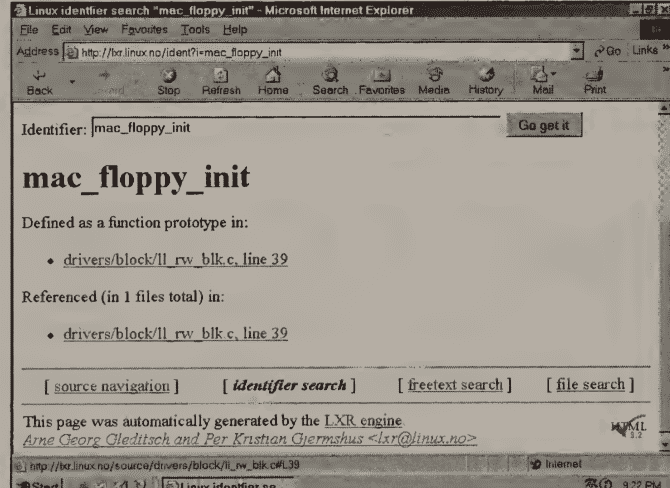 Linux identfier search "mac_floppy_init" - Microsoft Internet Explorer
File Edit View Favorites Tools Help
Address http://lxr.linux.no/ident?i=mac_floppy_init Go Links »
Back Stop Refresh Home Search Favorites Media History Mail Print
Identifier: mac_floppy_init Go get it
mac_floppy_init
Defined as a function prototype in:
• drivers/block/ll_rw_blk.c, line 39
Referenced (in 1 files total) in:
• drivers/block/ll_rw_blk.c, line 39
[ source navigation ] [ identifier search ] [ freetext search ] [ file search ]
This page was automatically generated by the LXR engine.
Arne Georg Gleditsch and Per Kristian Gjermshus <lxr@linux.no>
HTML 3.2
http://lxr.linux.no/source/drivers/block/ll_rw_blk.c#L39 Internet
Start Linux identfier se... 9:22 PM